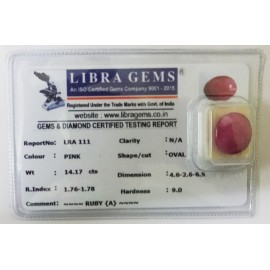 LIBRA GEMS
An ISO Certified Gems Company 9001 - 2015
Registered Under the Trade Marks with Govt. of India
website : www.libragems.co.in
GEMS & DIAMOND CERTIFIED TESTING REPORT
ReportNo: LRA 111 Clarity : N/A
Colour : PINK Shape/cut : OVAL
Wt : 14.17 cts Dimension : 4.6-2.6-6.5
R.Index : 1.76-1.78 Hardness : 9.0
Comment : RUBY {A}